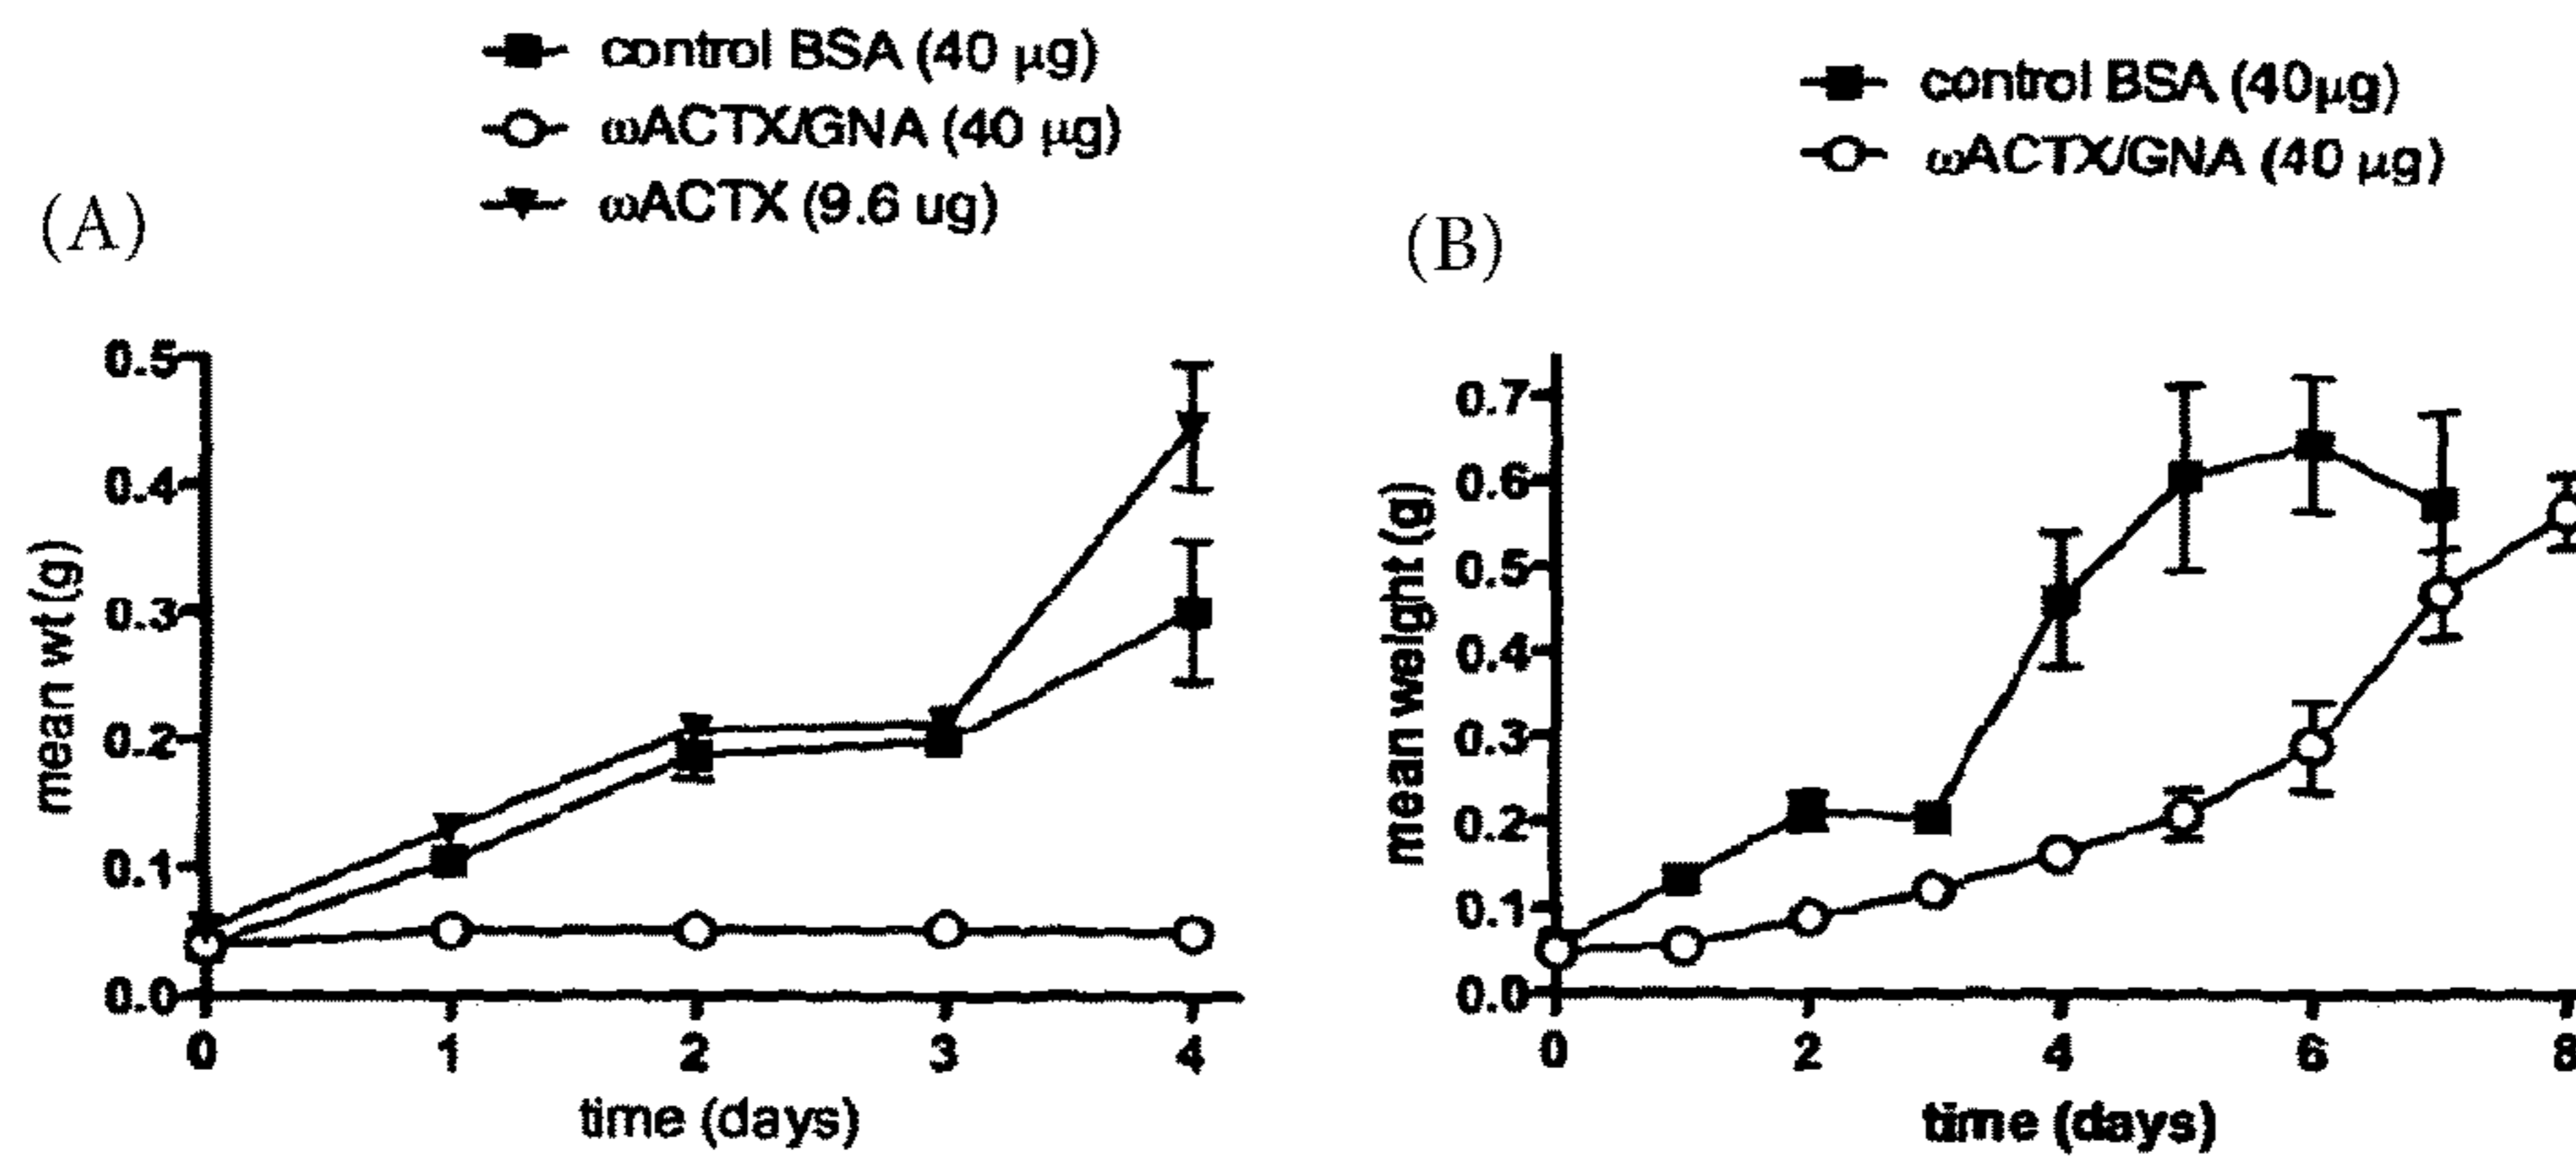 control BSA (40 μg)
ωACTX/GNA (40 μg)
ωACTX (9.6 ug)
(A)
0.5
0.4
0.3
0.2
0.1
0.0
mean wt (g)
0 1 2 3 4
time (days)
control BSA (40μg)
ωACTX/GNA (40 μg)
(B)
0.7
0.6
0.5
0.4
0.3
0.2
0.1
0.0
mean weight (g)
0 2 4 6 8
time (days)